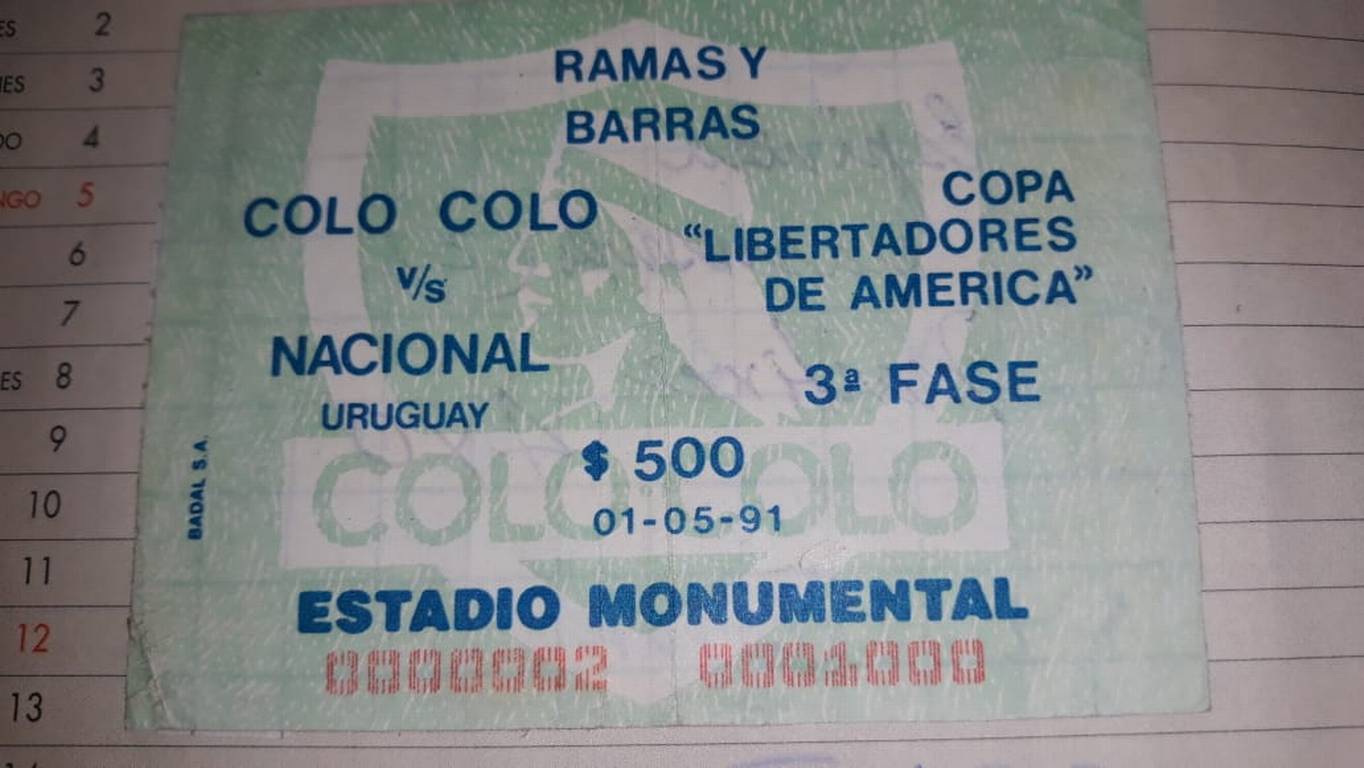 RAMAS Y
BARRAS
COLO COLO
v/s
NACIONAL
URUGUAY
COPA
“LIBERTADORES
DE AMERICA”
3ª FASE
$ 500
01-05-91
COLO·COLO
BADAL S.A.
ESTADIO MONUMENTAL
0000002 0001000
ES 2
NES 3
DO 4
NGO 5
6
7
ES 8
9
10
11
12
13